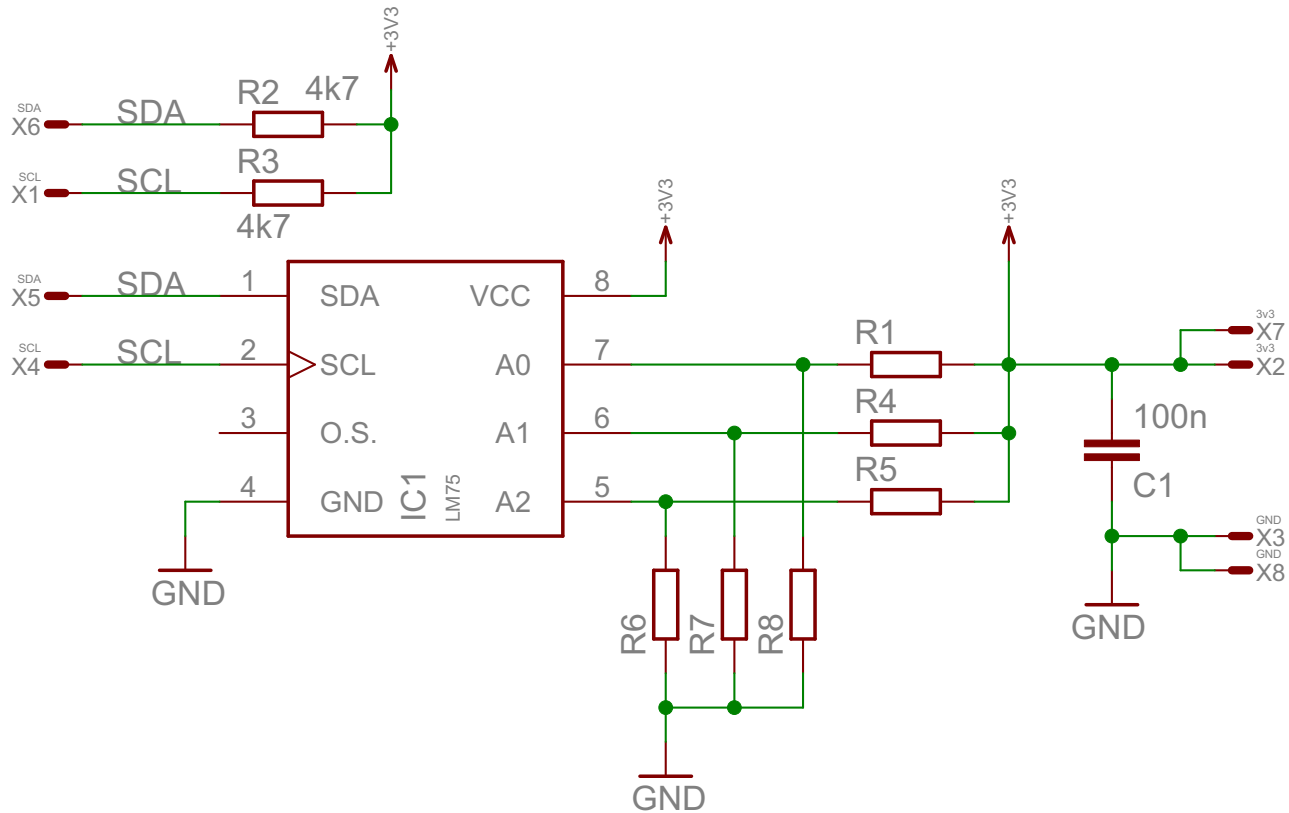 +3V3
R2 4k7
SDA
X6
SDA
R3
SCL
X1
SCL
4k7
+3V3
+3V3
SDA
X5
SDA
1
SDA
VCC
8
SCL
X4
SCL
2
SCL
A0
7
R1
3v3
X7
3v3
X2
3
O.S.
A1
6
R4
100n
4
GND
IC1
LM75
A2
5
R5
C1
GND
X3
GND
X8
GND
R6
R7
R8
GND
GND